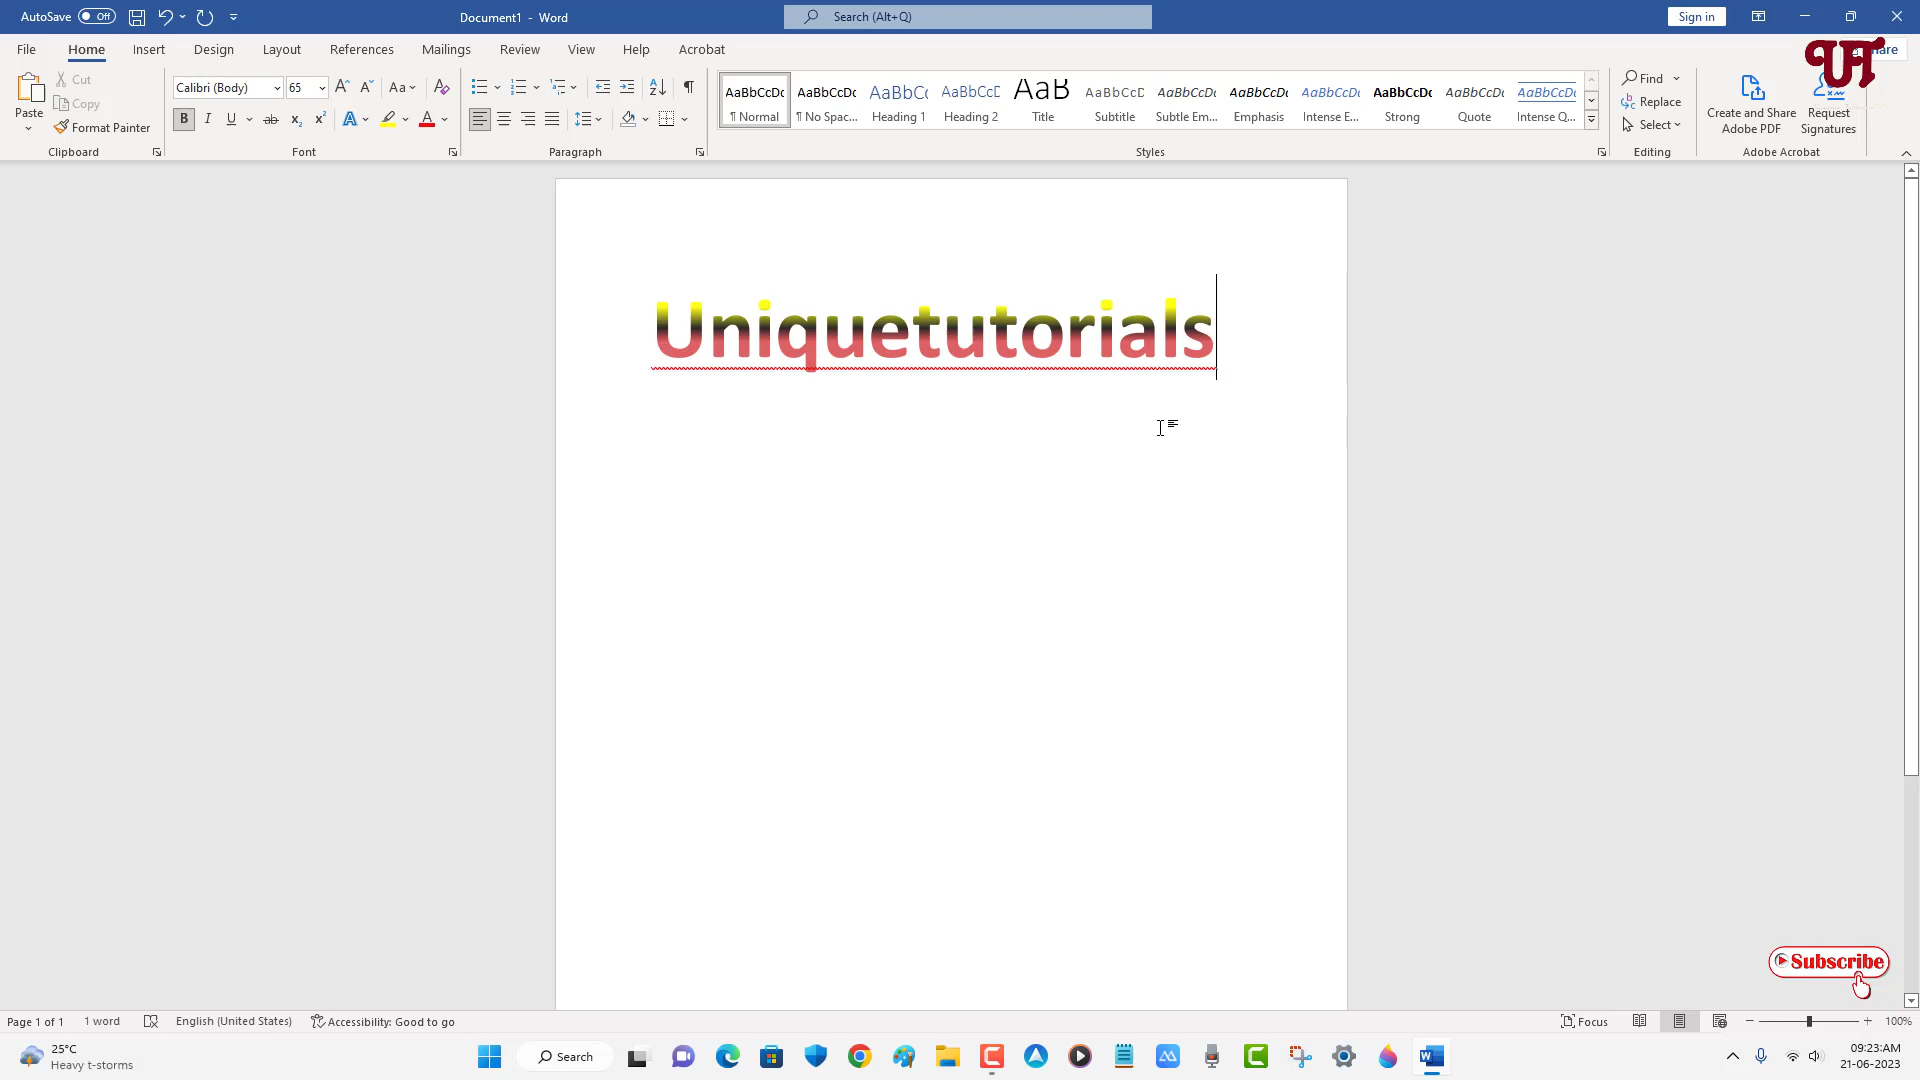 AutoSave Off Document1 - Word Search (Alt+Q) Sign in
File Home Insert Design Layout References Mailings Review View Help Acrobat
Cut
Copy
Format Painter
Paste
Clipboard
Calibri (Body) 65
Font
Paragraph
AaBbCcDc AaBbCcDc AaBbCc AaBbCcD AaB AaBbCcD AaBbCcDc AaBbCcDc AaBbCcDc AaBbCcDc AaBbCcDc AaBbCcDc
¶ Normal ¶ No Spac... Heading 1 Heading 2 Title Subtitle Subtle Em... Emphasis Intense E... Strong Quote Intense Q...
Styles
Find
Replace
Select
Editing
Create and Share Adobe PDF
Request Signatures
Adobe Acrobat
UT
Uniquetutorials
Subscribe
Page 1 of 1 1 word English (United States) Accessibility: Good to go Focus 100%
25°C
Heavy t-storms
Search
09:23:AM
21-06-2023